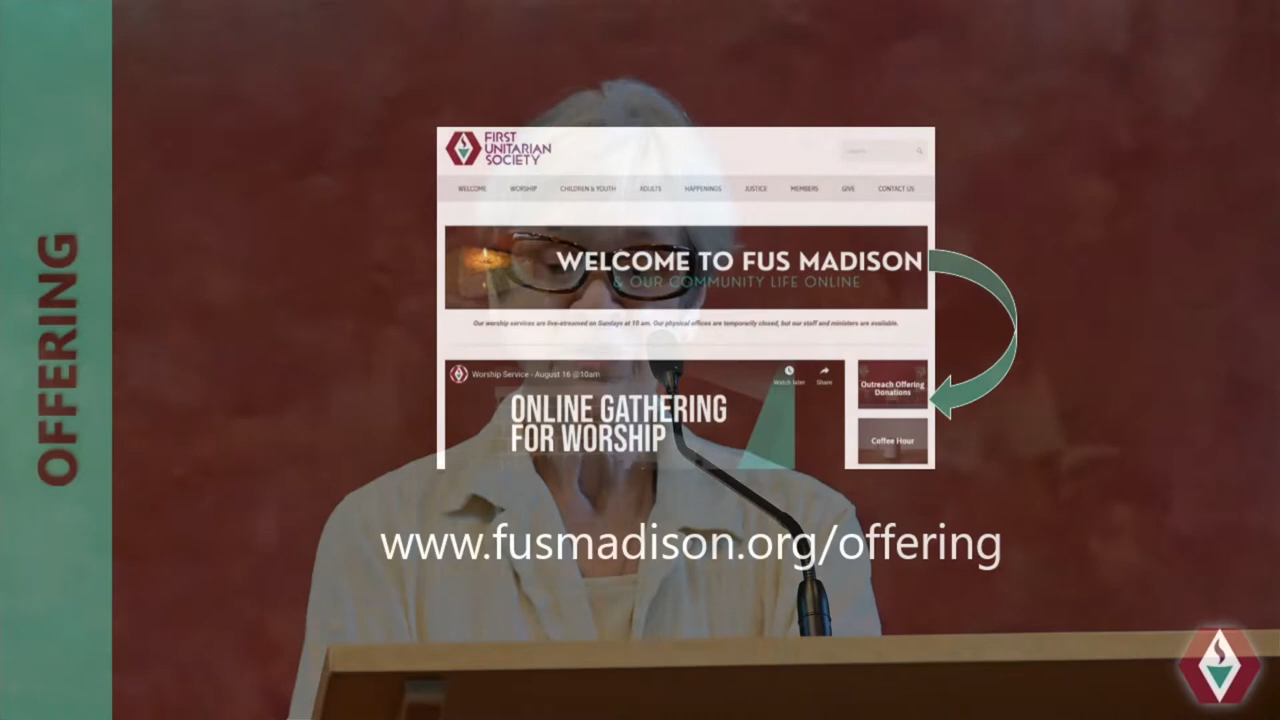 OFFERING
FIRST
UNITARIAN
SOCIETY
WELCOME WORSHIP CHILDREN & YOUTH ADULTS HAPPENINGS JUSTICE MEMBERS GIVE CONTACT US
WELCOME TO FUS MADISON
& OUR COMMUNITY LIFE ONLINE
Our worship services are live-streamed on Sundays at 10 am. Our physical offices are temporarily closed, but our staff and ministers are available.
Worship Service - August 16 @10am
Watch later Share
ONLINE GATHERING
FOR WORSHIP
Outreach Offering
Donations
Coffee Hour
www.fusmadison.org/offering